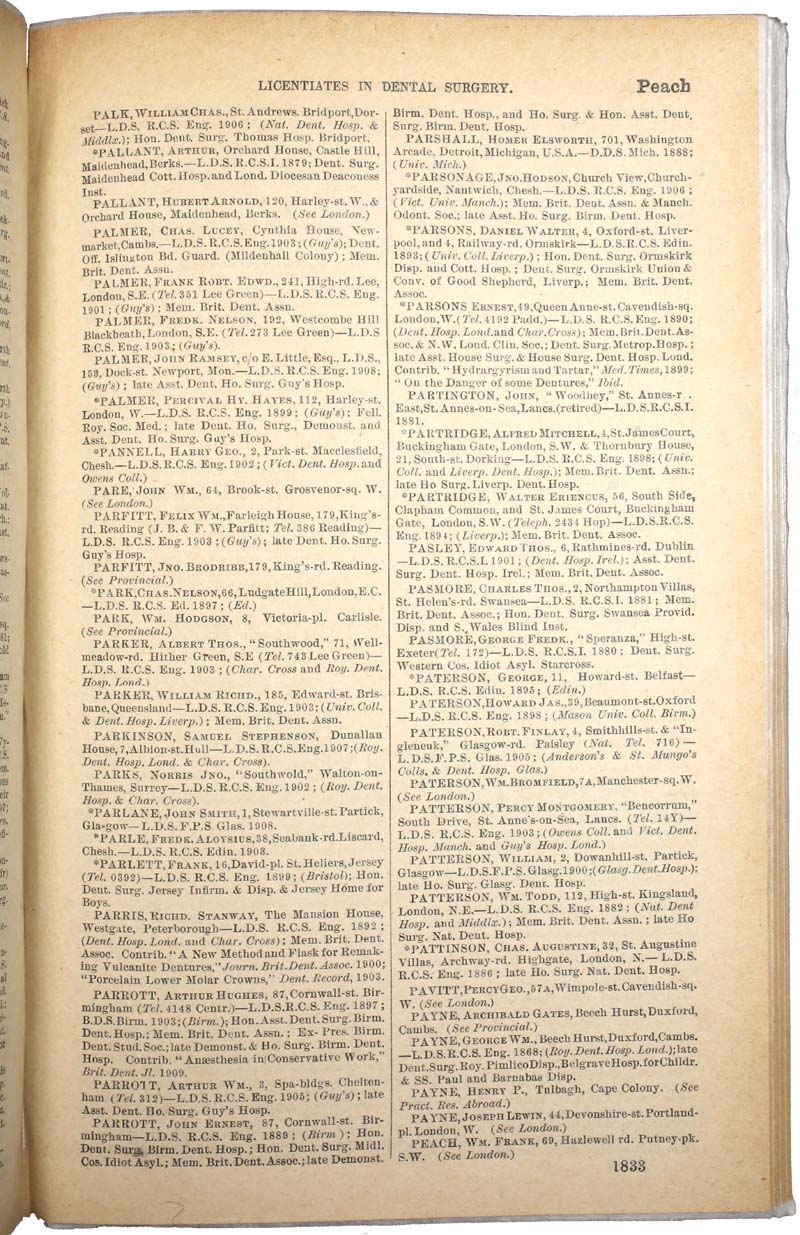 LICENTIATES IN DENTAL SURGERY.
Peach
PALK, WILLIAM CHAS., St. Andrews. Bridport, Dor-
set—L.D.S. R.C.S. Eng. 1906; (Nat. Dent. Hosp. &
Middlx.); Hon. Dent. Surg. Thomas Hosp. Bridport.
*PALLANT, ARTHUR, Orchard House, Castle Hill,
Maidenhead, Berks.—L.D.S. R.C.S.I. 1879; Dent. Surg.
Maidenhead Cott. Hosp. and Lond. Diocesan Deaconess
Inst.
PALLANT, HUBERT ARNOLD, 120, Harley-st. W., &
Orchard House, Maidenhead, Berks. (See London.)
PALMER, CHAS. LUCEY, Cynthia House, New-
market, Cambs.—L.D.S. R.C.S. Eng. 1903; (Guy's); Dent.
Off. Islington Bd. Guard. (Mildenhall Colony); Mem.
Brit. Dent. Assn.
PALMER, FRANK ROBT. EDWD., 241, High-rd. Lee,
London, S.E. (Tel. 351 Lee Green)—L.D.S. R.C.S. Eng.
1901; (Guy's); Mem. Brit. Dent. Assn.
PALMER, FREDK. NELSON, 192, Westcombe Hill
Blackheath, London, S.E. (Tel. 273 Lee Green)—L.D.S
R.C.S. Eng. 1903; (Guy's).
PALMER, JOHN RAMSEY, c/o E. Little, Esq., L.D.S.,
153, Dock-st. Newport, Mon.—L.D.S. R.C.S. Eng. 1908;
(Guy's); late Asst. Dent. Ho. Surg. Guy's Hosp.
*PALMER, PERCIVAL HY. HAYES, 112, Harley-st.
London, W.—L.D.S. R.C.S. Eng. 1899; (Guy's); Fell.
Roy. Soc. Med.; late Dent. Ho. Surg., Demonst. and
Asst. Dent. Ho. Surg. Guy's Hosp.
*PANNELL, HARRY GEO., 2, Park-st. Macclesfield,
Chesh.—L.D.S. R.C.S. Eng. 1902; (Vict. Dent. Hosp. and
Owens Coll.)
PARE, JOHN WM., 64, Brook-st. Grosvenor-sq. W.
(See London.)
PARFITT, FELIX WM., Farleigh House, 179, King's-
rd. Reading (J. B. & F. W. Parfitt; Tel. 386 Reading)—
L.D.S. R.C.S. Eng. 1903; (Guy's); late Dent. Ho. Surg.
Guy's Hosp.
PARFITT, JNO. BRODRIBB, 179, King's-rd. Reading.
(See Provincial.)
*PARK, CHAS. NELSON, 66, Ludgate Hill, London, E.C.
—L.D.S. R.C.S. Ed. 1897; (Ed.)
PARK, WM. HODGSON, 8, Victoria-pl. Carlisle.
(See Provincial.)
PARKER, ALBERT THOS., "Southwood," 71, Well-
meadow-rd. Hither Green, S.E (Tel. 743 Lee Green)—
L.D.S. R.C.S. Eng. 1903; (Char. Cross and Roy. Dent.
Hosp. Lond.)
PARKER, WILLIAM RICHD., 185, Edward-st. Bris-
bane, Queensland—L.D.S. R.C.S. Eng. 1903; (Univ. Coll.
& Dent. Hosp. Liverp.); Mem. Brit. Dent. Assn.
PARKINSON, SAMUEL STEPHENSON, Dunallan
House, 7, Albion-st. Hull—L.D.S. R.C.S. Eng. 1907; (Roy.
Dent. Hosp. Lond. & Char. Cross).
PARKS, NORRIS JNO., "Southwold," Walton-on-
Thames, Surrey—L.D.S. R.C.S. Eng. 1902; (Roy. Dent.
Hosp. & Char. Cross).
*PARLANE, JOHN SMITH, 1, Stewartville-st. Partick,
Glasgow—L.D.S. F.P.S. Glas. 1908.
*PARLE, FREDK. ALOYSIUS, 38, Seabank-rd. Liscard,
Chesh.—L.D.S. R.C.S. Edin. 1903.
*PARLETT, FRANK, 16, David-pl. St. Heliers, Jersey
(Tel. 0392)—L.D.S. R.C.S. Eng. 1899; (Bristol); Hon.
Dent. Surg. Jersey Infirm. & Disp. & Jersey Home for
Boys.
PARRIS, RICHD. STANWAY, The Mansion House,
Westgate, Peterborough—L.D.S. R.C.S. Eng. 1892;
(Dent. Hosp. Lond. and Char. Cross); Mem. Brit. Dent.
Assoc. Contrib. "A New Method and Flask for Remak-
ing Vulcanite Dentures," Journ. Brit. Dent. Assoc. 1900;
"Porcelain Lower Molar Crowns," Dent. Record, 1903.
PARROTT, ARTHUR HUGHES, 87, Cornwall-st. Bir-
mingham (Tel. 4148 Centr.)—L.D.S. R.C.S. Eng. 1897;
B.D.S. Birm. 1903; (Birm.); Hon. Asst. Dent. Surg. Birm.
Dent. Hosp.; Mem. Brit. Dent. Assn.; Ex-Pres. Birm.
Dent. Stud. Soc.; late Demonst. & Ho. Surg. Birm. Dent.
Hosp. Contrib. "Anæsthesia in Conservative Work,"
Brit. Dent. Jl. 1909.
PARROTT, ARTHUR WM., 3, Spa-bldgs. Chelten-
ham (Tel. 312)—L.D.S. R.C.S. Eng. 1905; (Guy's); late
Asst. Dent. Ho. Surg. Guy's Hosp.
PARROTT, JOHN ERNEST, 87, Cornwall-st. Bir-
mingham—L.D.S. R.C.S. Eng. 1889; (Birm); Hon.
Dent. Surg. Birm. Dent. Hosp.; Hon. Dent. Surg. Midl.
Cos. Idiot Asyl.; Mem. Brit. Dent. Assoc.; late Demonst.
Birm. Dent. Hosp., and Ho. Surg. & Hon. Asst. Dent.
Surg. Birm. Dent. Hosp.
PARSHALL, HOMER ELSWORTH, 701, Washington
Arcade, Detroit, Michigan, U.S.A.—D.D.S. Mich. 1888;
(Univ. Mich.)
*PARSONAGE, JNO. HODSON, Church View, Church-
yardside, Nantwich, Chesh.—L.D.S. R.C.S. Eng. 1906;
(Vict. Univ. Manch.); Mem. Brit. Dent. Assn. & Manch.
Odont. Soc.; late Asst. Ho. Surg. Birm. Dent. Hosp.
*PARSONS, DANIEL WALTER, 4, Oxford-st. Liver-
pool, and 4, Railway-rd. Ormskirk—L.D.S. R.C.S. Edin.
1893; (Univ. Coll. Liverp.); Hon. Dent. Surg. Ormskirk
Disp. and Cott. Hosp.; Dent. Surg. Ormskirk Union &
Conv. of Good Shepherd, Liverp.; Mem. Brit. Dent.
Assoc.
*PARSONS ERNEST, 49, Queen Anne-st. Cavendish-sq.
London, W. (Tel. 4192 Padd.)—L.D.S. R.C.S. Eng. 1890;
(Dent. Hosp. Lond. and Char. Cross); Mem. Brit. Dent. As-
soc. & N.W. Lond. Clin. Soc.; Dent. Surg. Metrop. Hosp.;
late Asst. House Surg. & House Surg. Dent. Hosp. Lond.
Contrib. "Hydrargyrism and Tartar," Med. Times, 1899;
"On the Danger of some Dentures," Ibid.
PARTINGTON, JOHN, "Woodhey," St. Annes-r .
East, St. Annes-on-Sea, Lancs. (retired)—L.D.S. R.C.S.I.
1881.
*PARTRIDGE, ALFRED MITCHELL, 4, St. James Court,
Buckingham Gate, London, S.W. & Thornbury House,
21, South-st. Dorking—L.D.S. R.C.S. Eng. 1898; (Univ.
Coll. and Liverp. Dent. Hosp.); Mem. Brit. Dent. Assn.;
late Ho Surg. Liverp. Dent. Hosp.
*PARTRIDGE, WALTER ERIENCUS, 56, South Side,
Clapham Common, and St. James Court, Buckingham
Gate, London, S.W. (Teleph. 2434 Hop)—L.D.S. R.C.S.
Eng. 1894; (Liverp.); Mem. Brit. Dent. Assoc.
PASLEY, EDWARD THOS., 6, Rathmines-rd. Dublin
—L.D.S. R.C.S.I. 1901; (Dent. Hosp. Irel.); Asst. Dent.
Surg. Dent. Hosp. Irel.; Mem. Brit. Dent. Assoc.
PASMORE, CHARLES THOS., 2, Northampton Villas,
St. Helen's-rd. Swansea—L.D.S. R.C.S.I. 1881; Mem.
Brit. Dent. Assoc.; Hon. Dent. Surg. Swansea Provid.
Disp. and S. Wales Blind Inst.
PASMORE, GEORGE FREDK., "Speranza," High-st.
Exeter (Tel. 172)—L.D.S. R.C.S.I. 1880; Dent. Surg.
Western Cos. Idiot Asyl. Starcross.
*PATERSON, GEORGE, 11, Howard-st. Belfast—
L.D.S. R.C.S. Edin. 1895; (Edin.)
PATERSON, HOWARD JAS., 39, Beaumont-st. Oxford
—L.D.S. R.C.S. Eng. 1898; (Mason Univ. Coll. Birm.)
PATERSON, ROBT. FINLAY, 4, Smithhills-st. & "In-
gleneuk," Glasgow-rd. Paisley (Nat. Tel. 716)—
L.D.S. F.P.S. Glas. 1905; (Anderson's & St. Mungo's
Colls. & Dent. Hosp. Glas.)
PATERSON, WM. BROMFIELD, 7A, Manchester-sq. W.
(See London.)
PATTERSON, PERCY MONTGOMERY, "Bencorrum,"
South Drive, St. Anne's-on-Sea, Lancs. (Tel. 14Y)—
L.D.S. R.C.S. Eng. 1903; (Owens Coll. and Vict. Dent.
Hosp. Manch. and Guy's Hosp. Lond.)
PATTERSON, WILLIAM, 2, Dowanhill-st. Partick,
Glasgow—L.D.S. F.P.S. Glasg. 1900; (Glasg. Dent. Hosp.);
late Ho. Surg. Glasg. Dent. Hosp.
PATTERSON, WM. TODD, 112, High-st. Kingsland,
London, N.E.—L.D.S. R.C.S. Eng. 1882; (Nat. Dent
Hosp. and Middlx.); Mem. Brit. Dent. Assn.; late Ho
Surg. Nat. Dent. Hosp.
*PATTINSON, CHAS. AUGUSTINE, 32, St. Augustine
Villas, Archway-rd. Highgate, London, N.—L.D.S.
R.C.S. Eng. 1886; late Ho. Surg. Nat. Dent. Hosp.
PAVITT, PERCY GEO., 57A, Wimpole-st. Cavendish-sq.
W. (See London.)
PAYNE, ARCHIBALD GATES, Beech Hurst, Duxford,
Cambs. (See Provincial.)
PAYNE, GEORGE WM., Beech Hurst, Duxford, Cambs.
—L.D.S. R.C.S. Eng. 1868; (Roy. Dent. Hosp. Lond.); late
Dent. Surg. Roy. Pimlico Disp., Belgrave Hosp. for Childr.
& SS. Paul and Barnabas Disp.
PAYNE, HENRY P., Tulbagh, Cape Colony. (See
Pract. Res. Abroad.)
PAYNE, JOSEPH LEWIN, 44, Devonshire-st. Portland-
pl. London, W. (See London.)
PEACH, WM. FRANK, 69, Hazlewell rd. Putney-pk.
S.W. (See London.)
1833